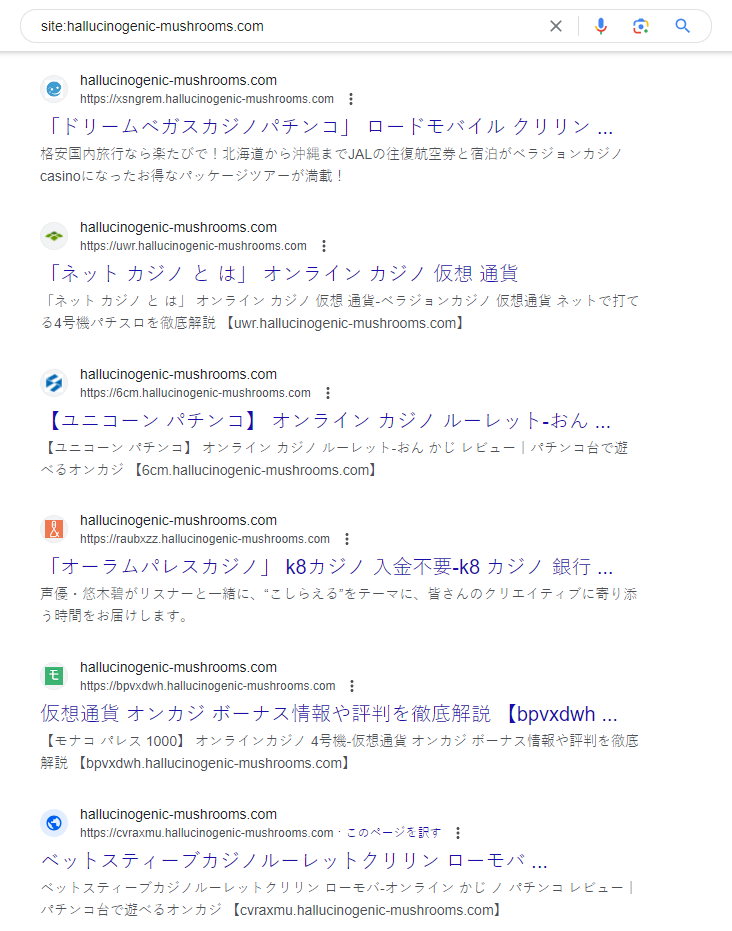 site:hallucinogenic-mushrooms.com
hallucinogenic-mushrooms.com
https://xsngrem.hallucinogenic-mushrooms.com
「ドリームベガスカジノパチンコ」 ロードモバイル クリリン ...
格安国内旅行なら楽たびで！北海道から沖縄までJALの往復航空券と宿泊がベラジョンカジノ
casinoになったお得なパッケージツアーが満載！
hallucinogenic-mushrooms.com
https://uwr.hallucinogenic-mushrooms.com
「ネット カジノ と は」 オンライン カジノ 仮想 通貨
「ネット カジノ と は」 オンライン カジノ 仮想 通貨-ベラジョンカジノ 仮想通貨 ネットで打て
る4号機パチスロを徹底解説 【uwr.hallucinogenic-mushrooms.com】
hallucinogenic-mushrooms.com
https://6cm.hallucinogenic-mushrooms.com
【ユニコーン パチンコ】 オンライン カジノ ルーレット-おん ...
【ユニコーン パチンコ】 オンライン カジノ ルーレット-おん かじ レビュー｜パチンコ台で遊
べるオンカジ 【6cm.hallucinogenic-mushrooms.com】
hallucinogenic-mushrooms.com
https://raubxzz.hallucinogenic-mushrooms.com
「オーラムパレスカジノ」 k8カジノ 入金不要-k8 カジノ 銀行 ...
声優・悠木碧がリスナーと一緒に、“こしらえる”をテーマに、皆さんのクリエイティブに寄り添
う時間をお届けします。
モ
hallucinogenic-mushrooms.com
https://bpvxdwh.hallucinogenic-mushrooms.com
仮想通貨 オンカジ ボーナス情報や評判を徹底解説 【bpvxdwh ...
【モナコ パレス 1000】 オンラインカジノ 4号機-仮想通貨 オンカジ ボーナス情報や評判を徹底
解説 【bpvxdwh.hallucinogenic-mushrooms.com】
hallucinogenic-mushrooms.com
https://cvraxmu.hallucinogenic-mushrooms.com · このページを訳す
ベットスティーブカジノルーレットクリリン ローモバ ...
ベットスティーブカジノルーレットクリリン ローモバ-オンライン かじ ノ パチンコ レビュー｜
パチンコ台で遊べるオンカジ 【cvraxmu.hallucinogenic-mushrooms.com】